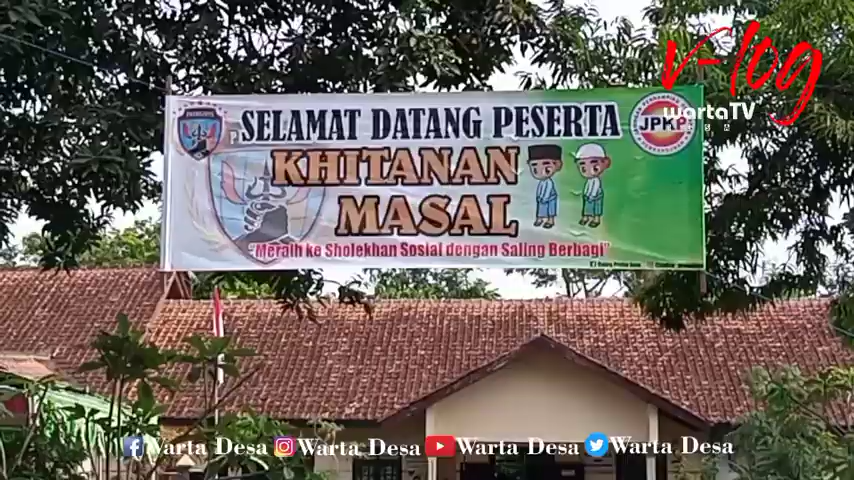 v-log
wartaTV
DESA
SELAMAT DATANG PESERTA
KHITANAN
MASAL
"Meraih ke Sholekhan Sosial dengan Saling Berbagi"
JPKP
Warta Desa Warta Desa Warta Desa Warta Desa